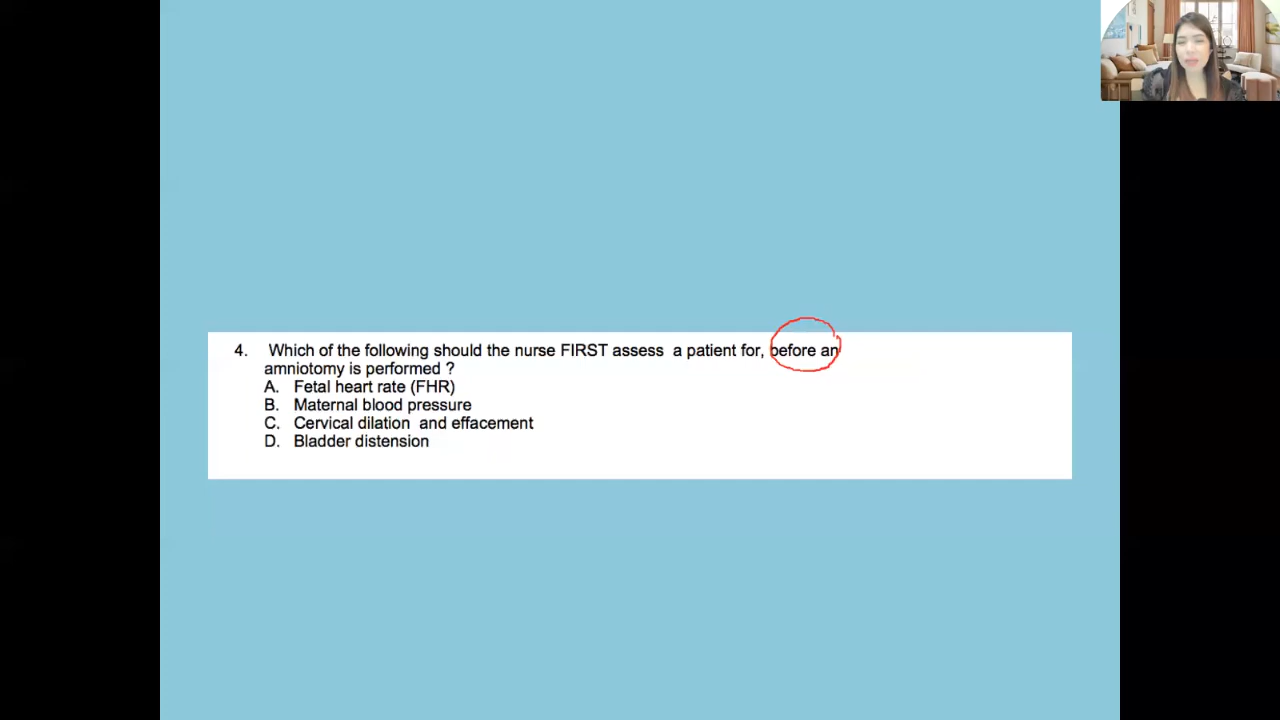 4. Which of the following should the nurse FIRST assess a patient for, before an
amniotomy is performed ?
A. Fetal heart rate (FHR)
B. Maternal blood pressure
C. Cervical dilation and effacement
D. Bladder distension